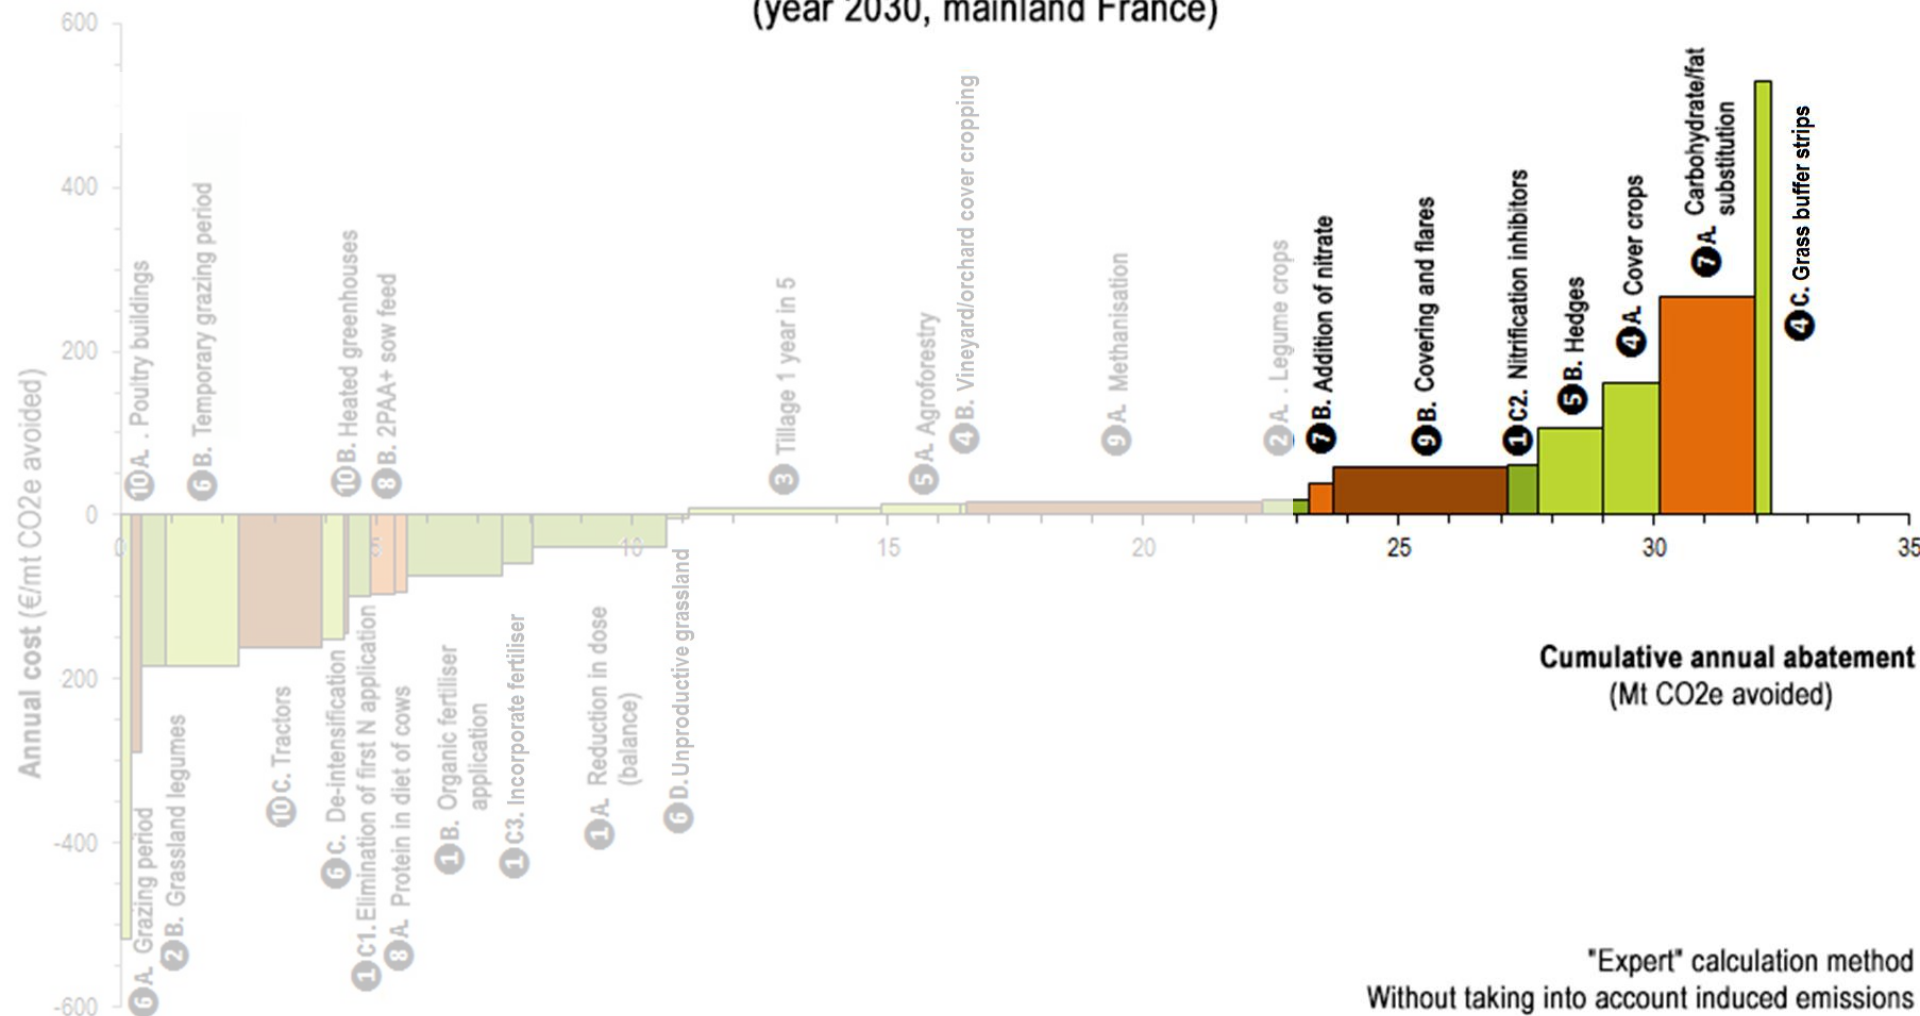 (year 2030, mainland France)
600
400
200
0
-200
-400
-600
Annual cost (€/mt CO2e avoided)
10 A . Poultry buildings
6 B. Temporary grazing period
10 B. Heated greenhouses
8 B. 2PAA+ sow feed
3 Tillage 1 year in 5
5 A. Agroforestry
4 B. Vineyard/orchard cover cropping
9 A. Methanisation
2 A. . Legume crops
7 B. Addition of nitrate
9 B. Covering and flares
1 C2. Nitrification inhibitors
5 B. Hedges
4 A. Cover crops
7 A. Carbohydrate/fat
substitution
4 C. Grass buffer strips
0
5
10
15
20
25
30
35
6 A. Grazing period
2 B. Grassland legumes
10 C. Tractors
6 C. De-intensification
1 C1. Elimination of first N application
8 A. Protein in diet of cows
1 B. Organic fertiliser
application
1 C3. Incorporate fertiliser
1 A. Reduction in dose
(balance)
6 D. Unproductive grassland
Cumulative annual abatement
(Mt CO2e avoided)
"Expert" calculation method
Without taking into account induced emissions